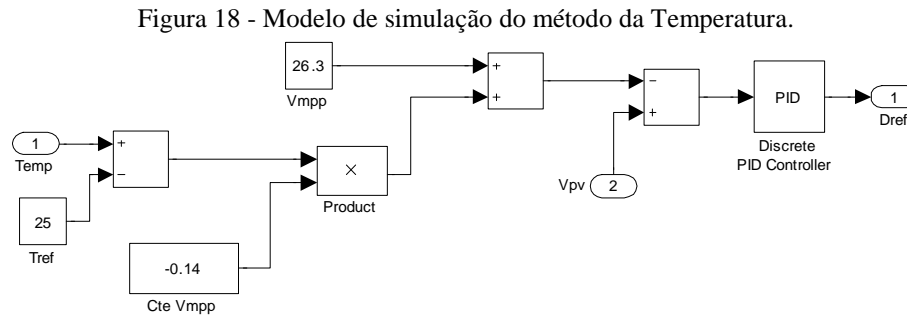 Figura 18 - Modelo de simulação do método da Temperatura.
26.3
Vmpp
+
+
−
+
PID
Discrete
PID Controller
1
Dref
1
Temp
+
−
×
Product
Vpv
2
25
Tref
-0.14
Cte Vmpp